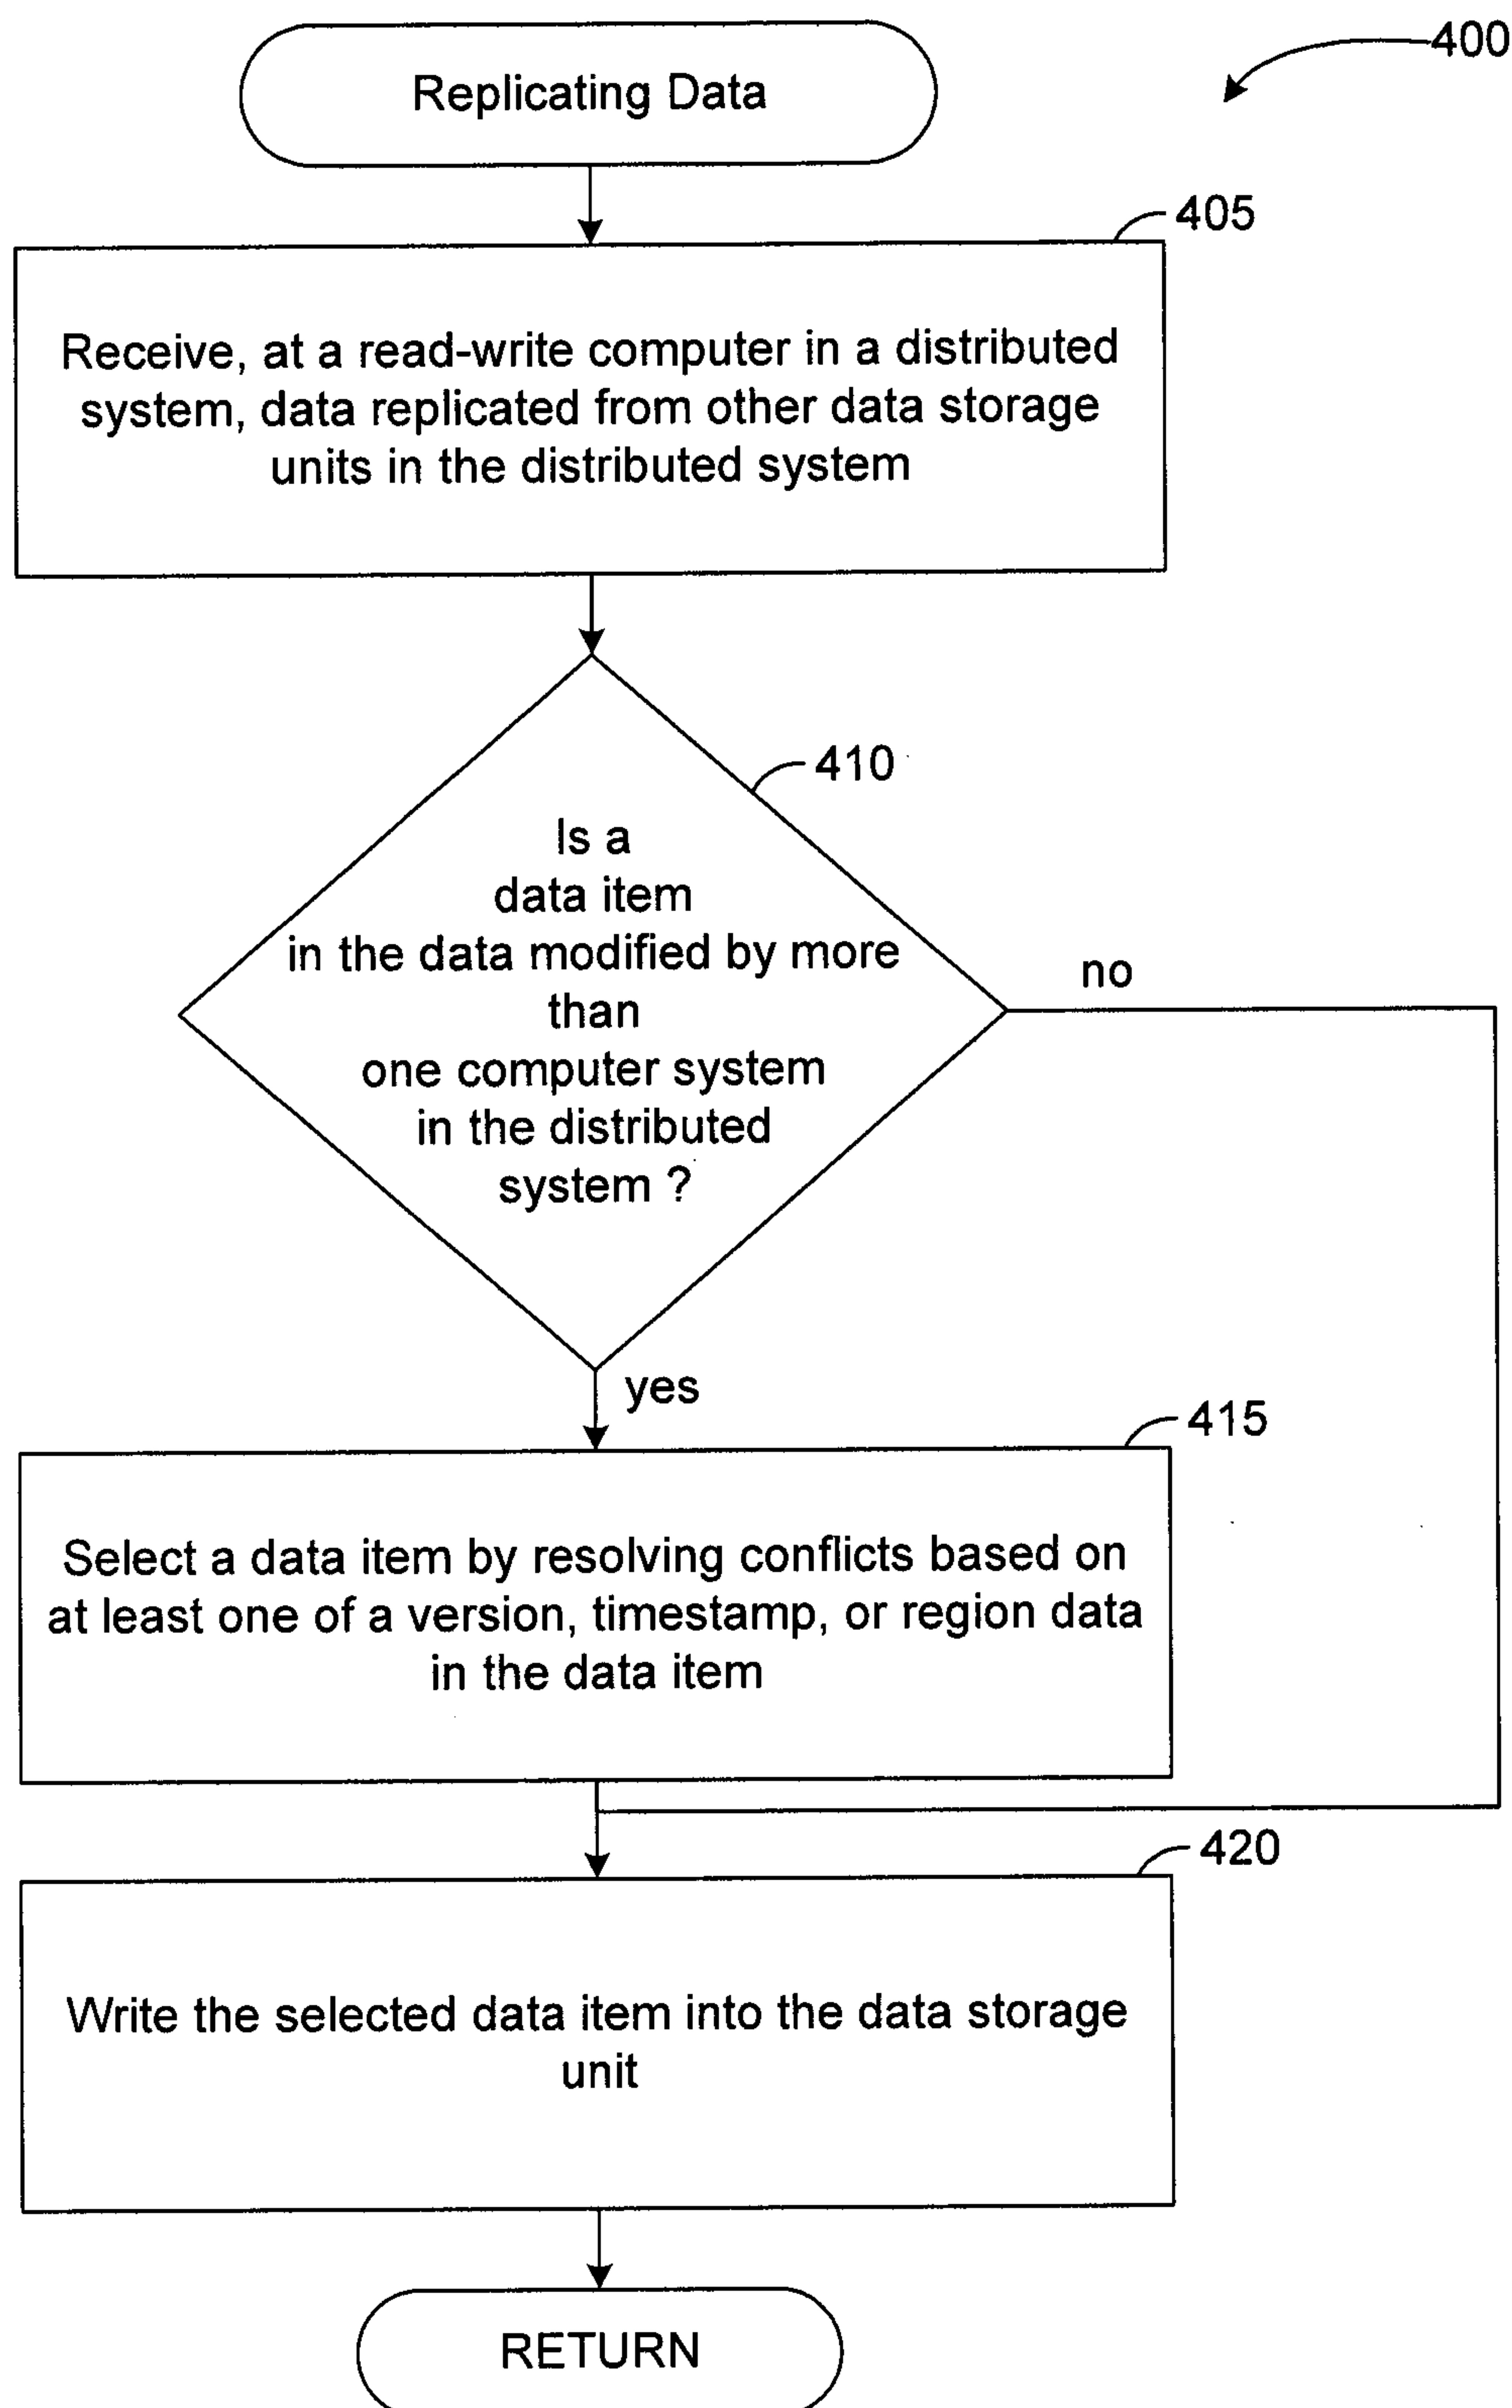 400
Replicating Data
405
Receive, at a read-write computer in a distributed
system, data replicated from other data storage
units in the distributed system
410
Is a
data item
in the data modified by more
than
one computer system
in the distributed
system ?
no
yes
415
Select a data item by resolving conflicts based on
at least one of a version, timestamp, or region data
in the data item
420
Write the selected data item into the data storage
unit
RETURN